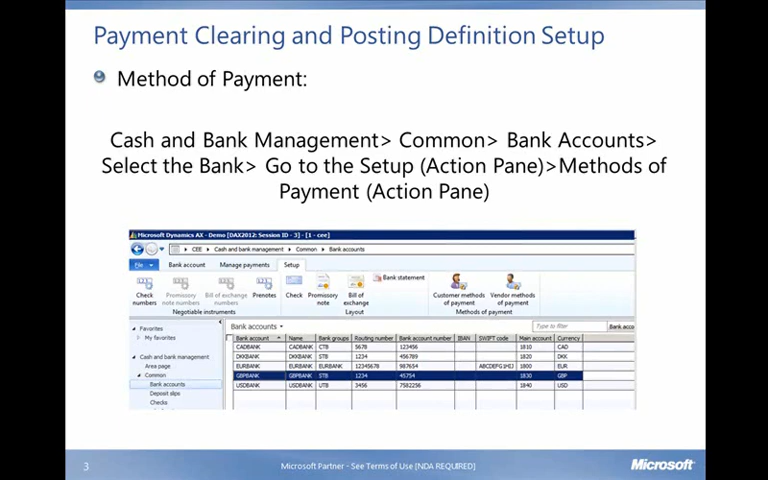 Payment Clearing and Posting Definition Setup
Method of Payment:
Cash and Bank Management> Common> Bank Accounts>
Select the Bank> Go to the Setup (Action Pane)>Methods of
Payment (Action Pane)
Microsoft Dynamics AX - Demo [DAX2012: Session ID - 3] - [1 - cee]
CEE Cash and bank management Common Bank accounts
File Bank account Manage payments Setup
Check numbers
Promissory note numbers
Bill of exchange numbers
Prenotes
Check
Promissory note
Bill of exchange
Bank statement
Customer methods of payment
Vendor methods of payment
Negotiable instruments Layout Methods of payment
Favorites
My favorites
Cash and bank management
Area page
Common
Bank accounts
Deposit slips
Checks
Bank accounts Type to filter Bank acco
Bank account Name Bank groups Routing number Bank account number IBAN SWIFT code Main account Currency
CADBANK CADBANK CTB 5678 123456 1810 CAD
DKKBANK DKKBANK STB 1234 456789 1820 DKK
EURBANK EURBANK EURBANK 12345678 987654 1800 EUR
GBPBANK GBPBANK STB 1234 45754 1830 GBP
USDBANK USDBANK UTB 3456 7582256 1840 USD
3 Microsoft Partner - See Terms of Use [NDA REQUIRED] Microsoft